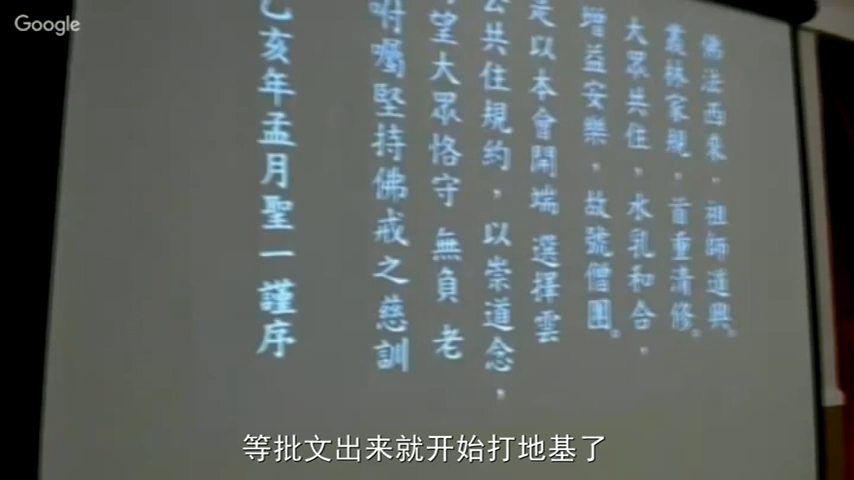 Google
佛法西來，祖師道興。
叢林家規，首重清修。
大眾共住，水乳和合，
增益安樂，故號僧團。
是以本會開端 選擇雲
公共住規約，以崇道念，
望大眾恪守 無負 老
咐囑堅持佛戒之慈訓
乙亥年孟月聖一謹序
等批文出来就开始打地基了